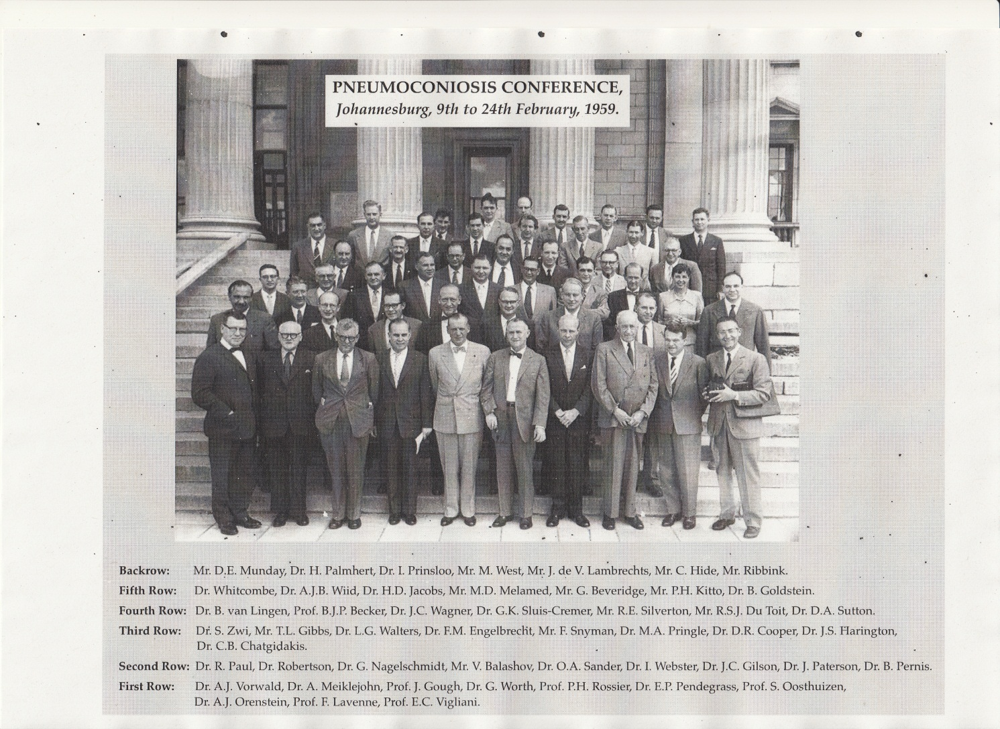 PNEUMOCONIOSIS CONFERENCE,
Johannesburg, 9th to 24th February, 1959.
Backrow: Mr. D.E. Munday, Dr. H. Palmhert, Dr. I. Prinsloo, Mr. M. West, Mr. J. de V. Lambrechts, Mr. C. Hide, Mr. Ribbink.
Fifth Row: Dr. Whitcombe, Dr. A.J.B. Wiid, Dr. H.D. Jacobs, Mr. M.D. Melamed, Mr. G. Beveridge, Mr. P.H. Kitto, Dr. B. Goldstein.
Fourth Row: Dr. B. van Lingen, Prof. B.J.P. Becker, Dr. J.C. Wagner, Dr. G.K. Sluis-Cremer, Mr. R.E. Silverton, Mr. R.S.J. Du Toit, Dr. D.A. Sutton.
Third Row: Dr. S. Zwi, Mr. T.L. Gibbs, Dr. L.G. Walters, Dr. F.M. Engelbrecht, Mr. F. Snyman, Dr. M.A. Pringle, Dr. D.R. Cooper, Dr. J.S. Harington,
Dr. C.B. Chatgidakis.
Second Row: Dr. R. Paul, Dr. Robertson, Dr. G. Nagelschmidt, Mr. V. Balashov, Dr. O.A. Sander, Dr. I. Webster, Dr. J.C. Gilson, Dr. J. Paterson, Dr. B. Pernis.
First Row: Dr. A.J. Vorwald, Dr. A. Meiklejohn, Prof. J. Gough, Dr. G. Worth, Prof. P.H. Rossier, Dr. E.P. Pendegrass, Prof. S. Oosthuizen,
Dr. A.J. Orenstein, Prof. F. Lavenne, Prof. E.C. Vigliani.